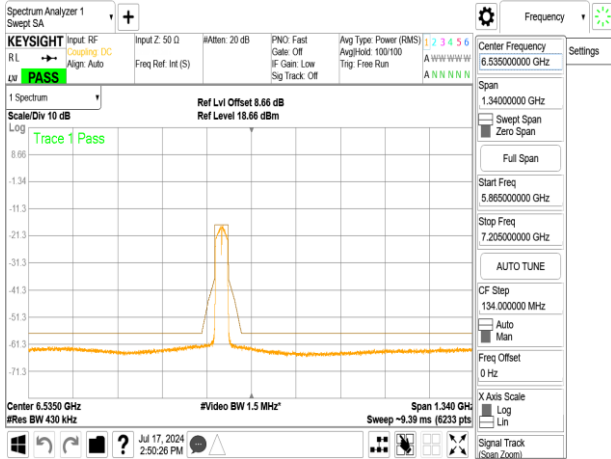 Spectrum Analyzer 1
Swept SA
+
Frequency
KEYSIGHT
RL
LXI
PASS
Input: RF
Coupling: DC
Align: Auto
Input Z: 50 Ω
Freq Ref: Int (S)
#Atten: 20 dB
PNO: Fast
Gate: Off
IF Gain: Low
Sig Track: Off
Avg Type: Power (RMS)
Avg|Hold: 100/100
Trig: Free Run
1 2 3 4 5 6
A W W W W W
A N N N N N
Settings
1 Spectrum
Scale/Div 10 dB
Ref Lvl Offset 8.66 dB
Ref Level 18.66 dBm
Log
Trace 1 Pass
8.66
-1.34
-11.3
-21.3
-31.3
-41.3
-51.3
-61.3
-71.3
Center 6.5350 GHz
#Res BW 430 kHz
#Video BW 1.5 MHz*
Span 1.340 GHz
Sweep ~9.39 ms (6233 pts)
Jul 17, 2024
2:50:26 PM
?
Center Frequency
6.535000000 GHz
Span
1.34000000 GHz
Swept Span
Zero Span
Full Span
Start Freq
5.865000000 GHz
Stop Freq
7.205000000 GHz
AUTO TUNE
CF Step
134.000000 MHz
Auto
Man
Freq Offset
0 Hz
X Axis Scale
Log
Lin
Signal Track
(Span Zoom)